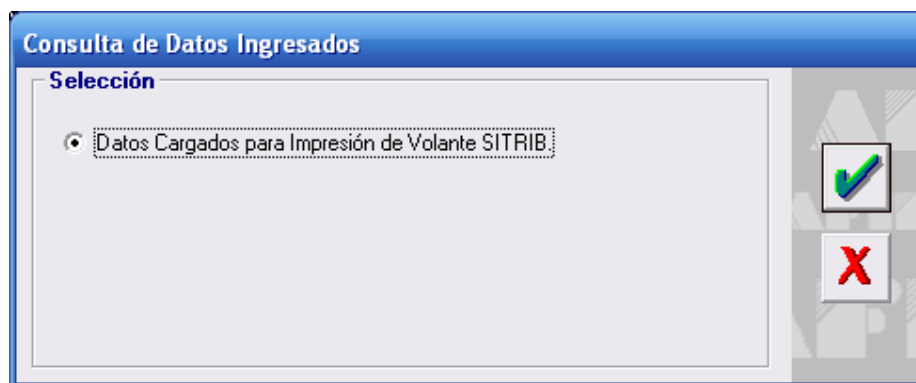 Consulta de Datos Ingresados
Selección
Datos Cargados para Impresión de Volante SITRIB.